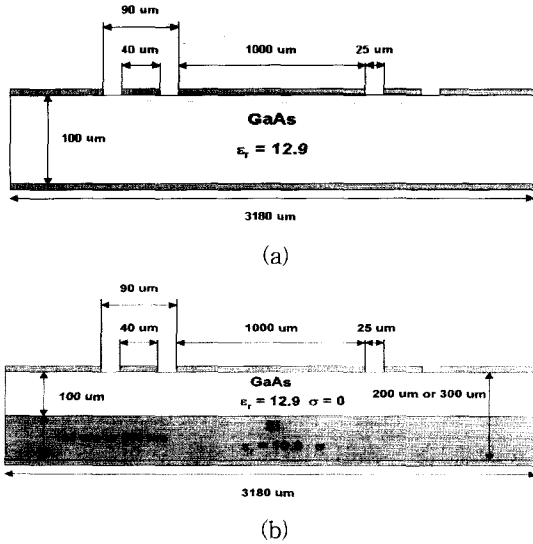 90 um
40 um
1000 um
25 um
100 um
GaAs
εr = 12.9
3180 um
(a)
90 um
40 um
1000 um
25 um
100 um
GaAs
εr = 12.9 σ = 0
200 um or 300 um
3180 um
(b)